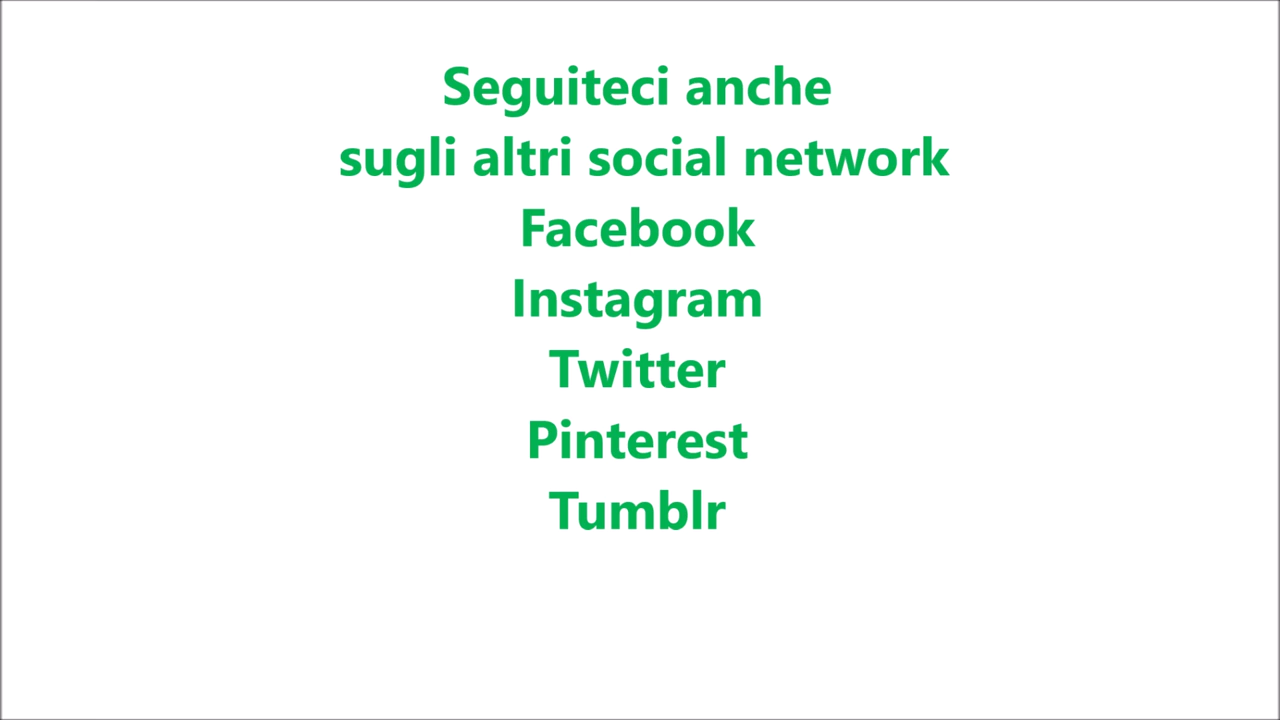 Seguiteci anche
sugli altri social network
Facebook
Instagram
Twitter
Pinterest
Tumblr